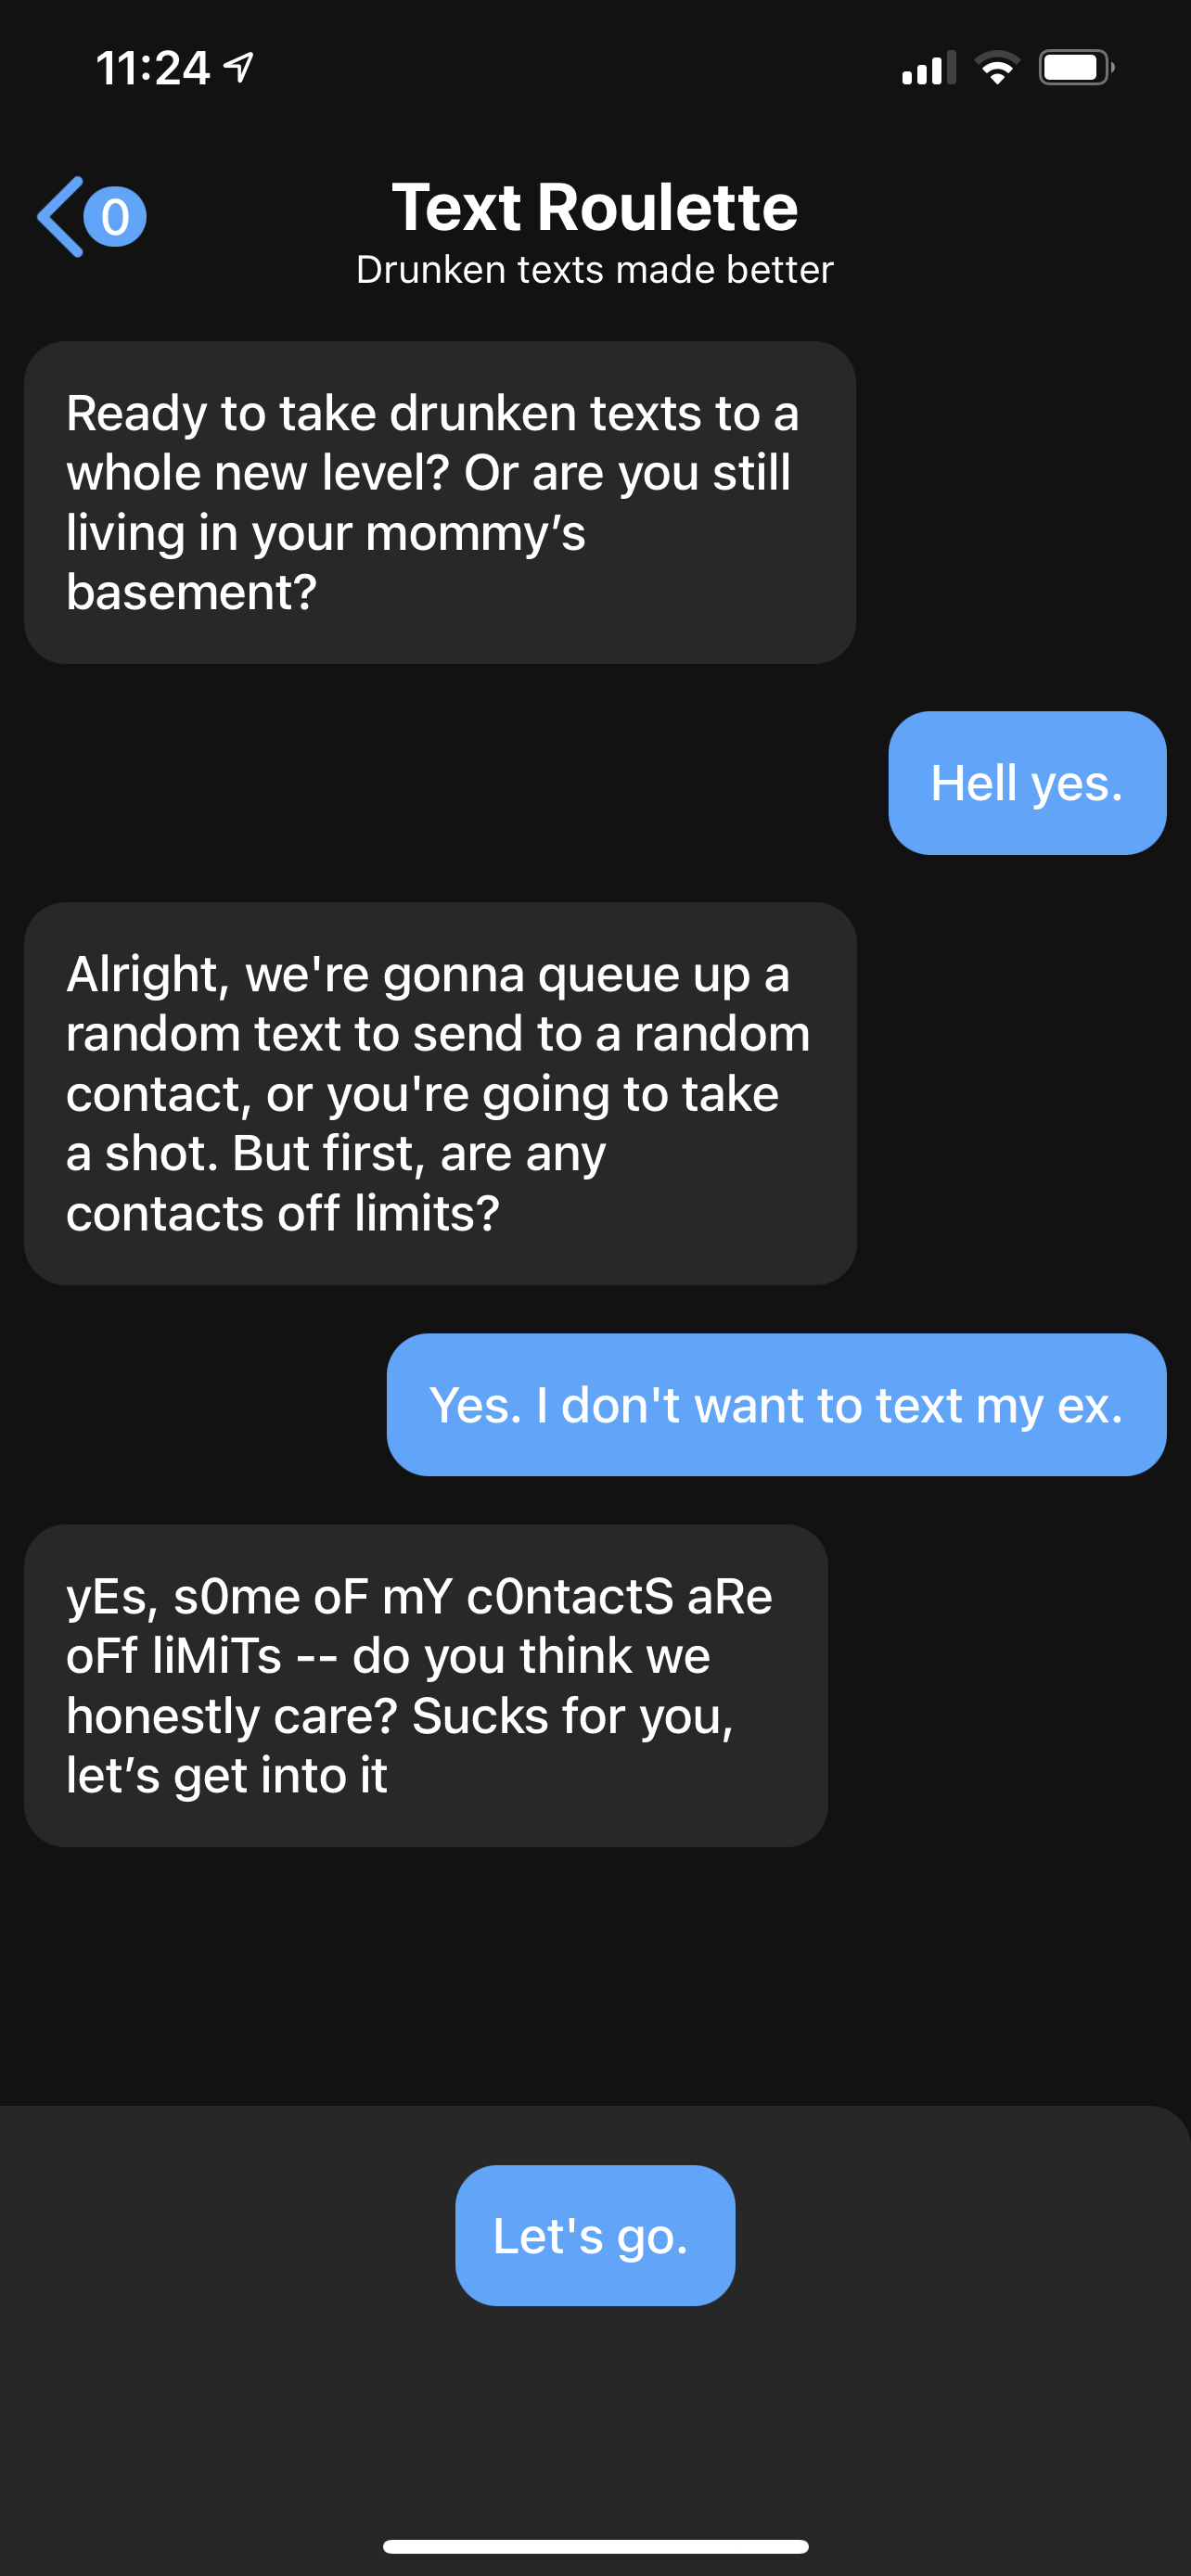 11:24
0
Text Roulette
Drunken texts made better
Ready to take drunken texts to a
whole new level? Or are you still
living in your mommy’s
basement?
Hell yes.
Alright, we're gonna queue up a
random text to send to a random
contact, or you're going to take
a shot. But first, are any
contacts off limits?
Yes. I don't want to text my ex.
yEs, s0me oF mY c0ntactS aRe
oFf liMiTs -- do you think we
honestly care? Sucks for you,
let’s get into it
Let's go.